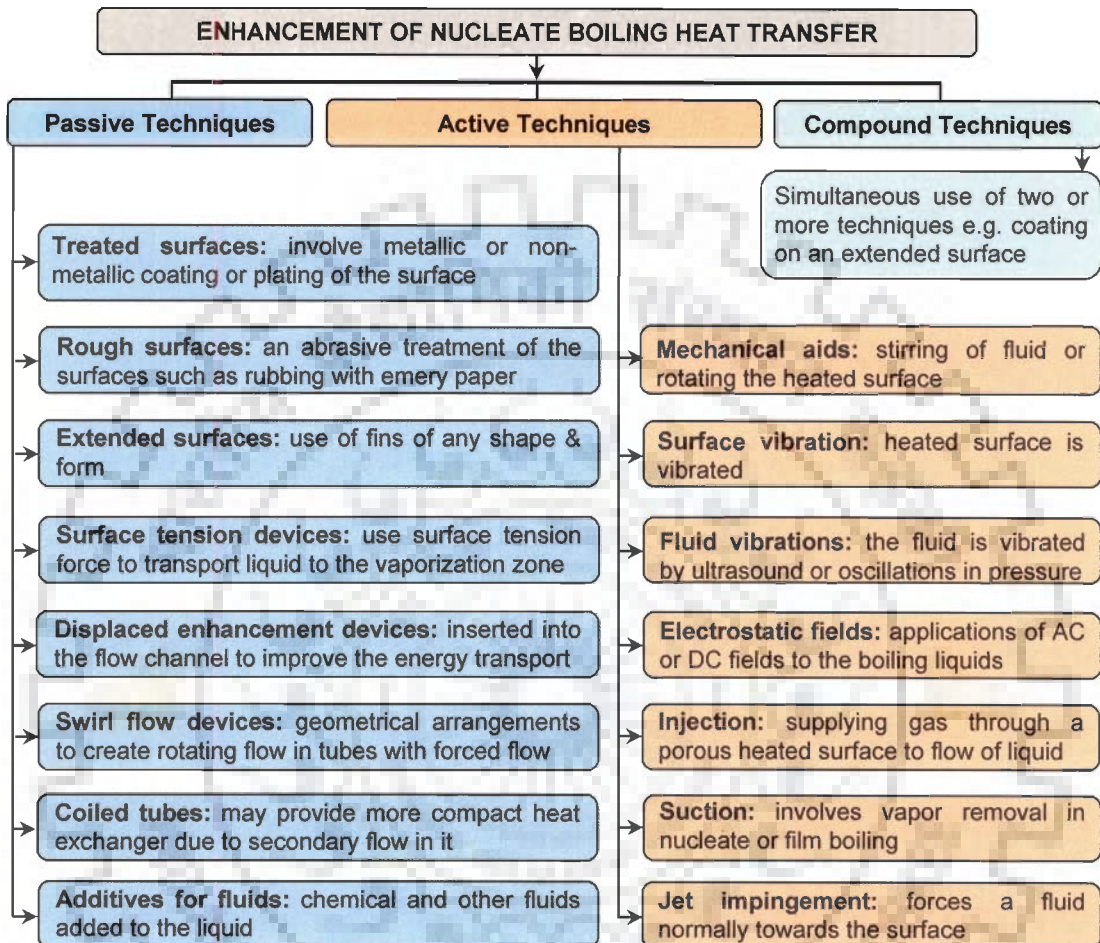 ENHANCEMENT OF NUCLEATE BOILING HEAT TRANSFER
Passive Techniques
Active Techniques
Compound Techniques
Simultaneous use of two or
more techniques e.g. coating
on an extended surface
Treated surfaces: involve metallic or non-
metallic coating or plating of the surface
Rough surfaces: an abrasive treatment of the
surfaces such as rubbing with emery paper
Extended surfaces: use of fins of any shape &
form
Surface tension devices: use surface tension
force to transport liquid to the vaporization zone
Displaced enhancement devices: inserted into
the flow channel to improve the energy transport
Swirl flow devices: geometrical arrangements
to create rotating flow in tubes with forced flow
Coiled tubes: may provide more compact heat
exchanger due to secondary flow in it
Additives for fluids: chemical and other fluids
added to the liquid
Mechanical aids: stirring of fluid or
rotating the heated surface
Surface vibration: heated surface is
vibrated
Fluid vibrations: the fluid is vibrated
by ultrasound or oscillations in pressure
Electrostatic fields: applications of AC
or DC fields to the boiling liquids
Injection: supplying gas through a
porous heated surface to flow of liquid
Suction: involves vapor removal in
nucleate or film boiling
Jet impingement: forces a fluid
normally towards the surface